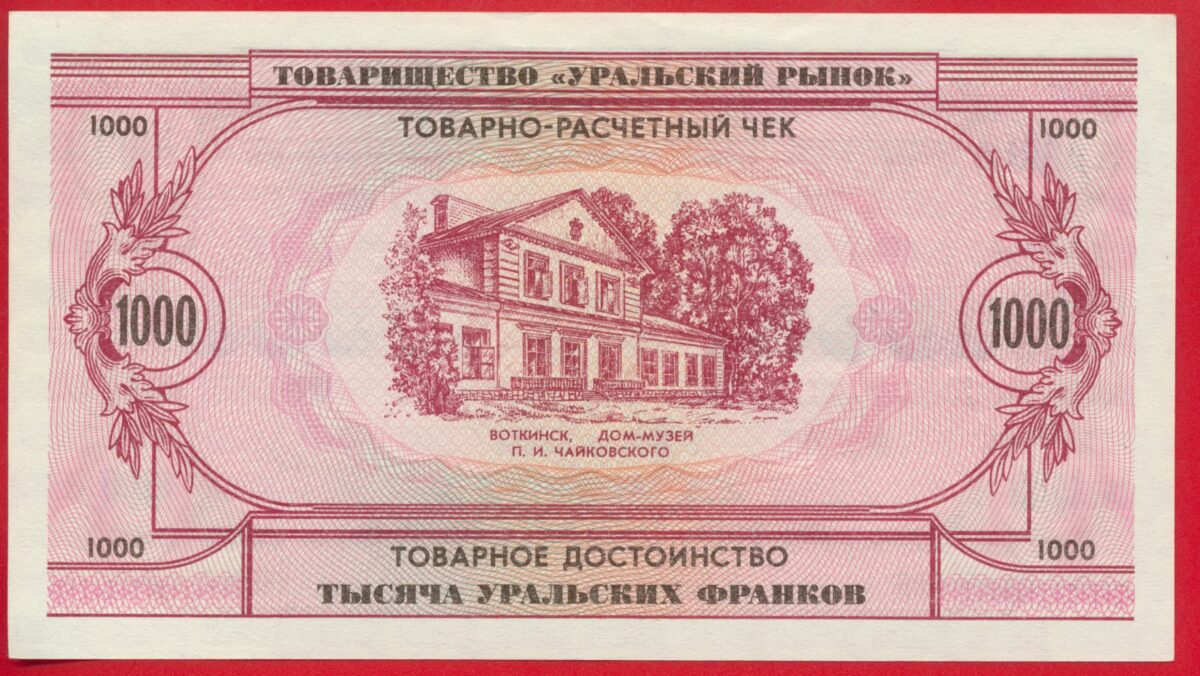 ТОВАРИЩЕСТВО «УРАЛЬСКИЙ РЫНОК»
1000
ТОВАРНО-РАСЧЕТНЫЙ ЧЕК
1000
1000
1000
ВОТКИНСК, ДОМ-МУЗЕЙ
П. И. ЧАЙКОВСКОГО
1000
ТОВАРНОЕ ДОСТОИНСТВО
1000
ТЫСЯЧА УРАЛЬСКИХ ФРАНКОВ